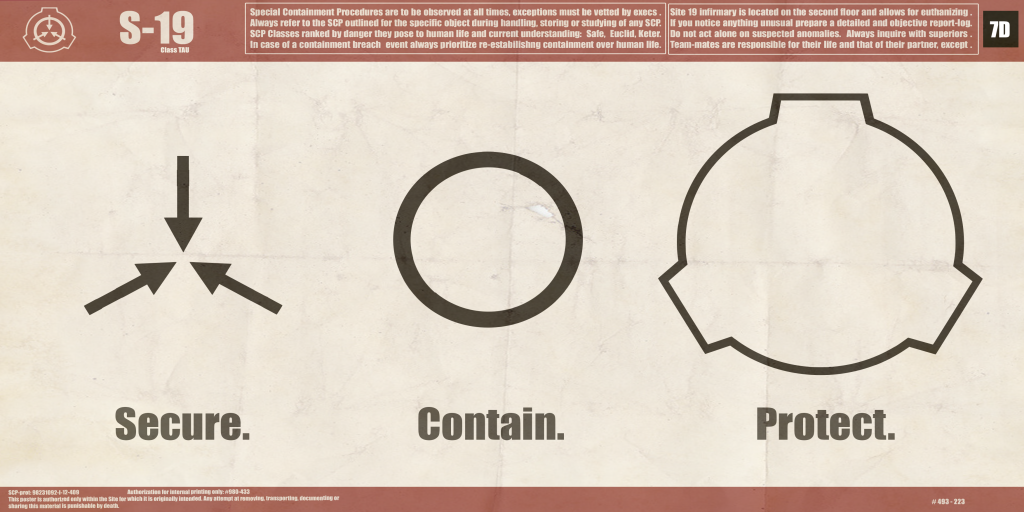 S-19
Class TAU
Special Containment Procedures are to be observed at all times, exceptions must be vetted by execs .
Always refer to the SCP outlined for the specific object during handling, storing or studying of any SCP.
SCP Classes ranked by danger they pose to human life and current understanding: Safe, Euclid, Keter.
In case of a containment breach event always prioritize re-establishng containment over human life.
Site 19 infirmary is located on the second floor and allows for euthanizing .
If you notice anything unusual prepare a detailed and objective report-log.
Do not act alone on suspected anomalies. Always inquire with superiors .
Team-mates are responsible for their life and that of their partner, except .
7D
Secure.
Contain.
Protect.
SCP-prnt: 98231692-i-12-409 Authorization for internal printing only: #989-433
This poster is authorized only within the Site for which it is originally intended. Any attempt at removing, transporting, documenting or
sharing this material is punishable by death.
# 493 - 223